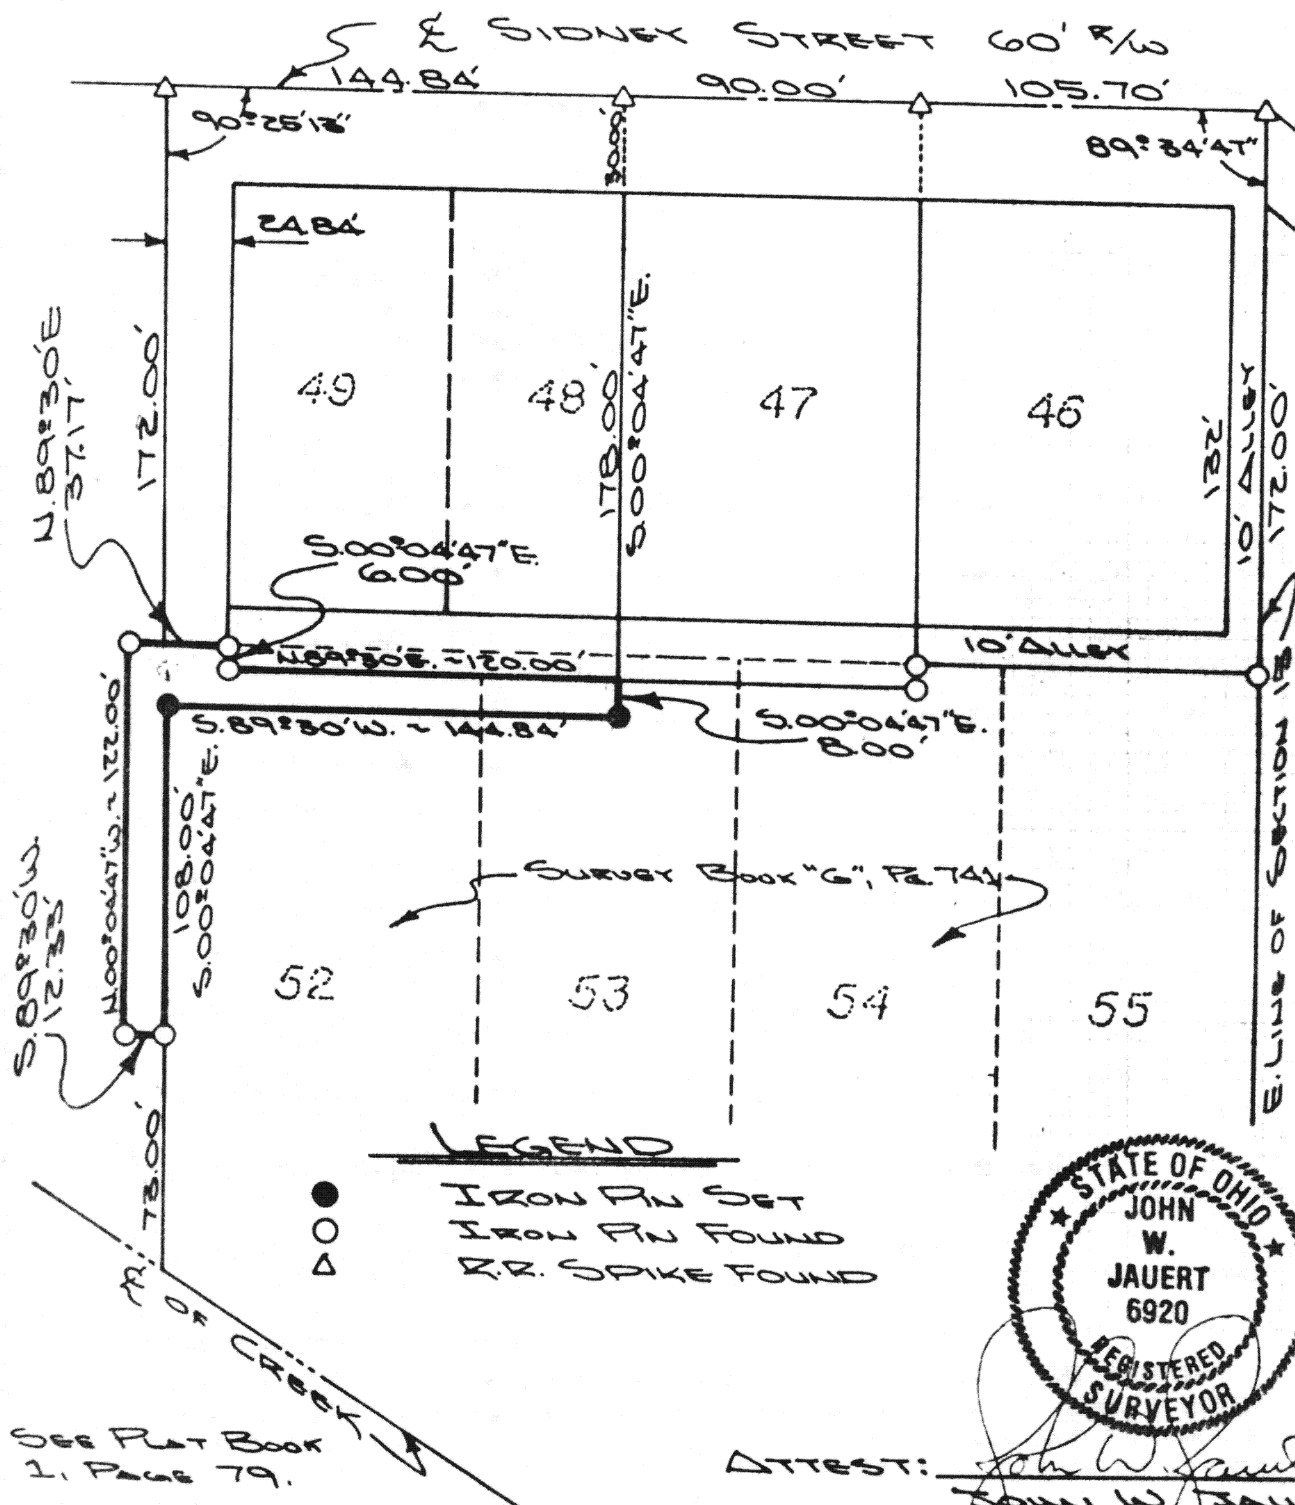 ℄ SIDNEY STREET 60' R/W
144.84' 90.00' 105.70'
90°25'13" 30.00' 89°34'47"
24.84'
N.89°30'E
37.17'
172.00'
49 48 47 46
178.00'
S.00°04'47"E.
132'
10' ALLEY
172.00'
S.00°04'47"E.
6.00'
N.89°30'E. ~ 120.00'
10' ALLEY
S.89°30'W. ~ 144.84'
S.00°04'47"E.
8.00'
N.00°04'47"W. ~ 122.00'
108.00'
S.00°04'47"E.
S.89°30'W.
12.33'
SURVEY BOOK "G", PG. 741
52 53 54 55
E. LINE OF SECTION 18
73.00'
LEGEND
IRON PIN SET
IRON PIN FOUND
R.R. SPIKE FOUND
℄ OF CREEK
STATE OF OHIO
JOHN
W.
JAUERT
6920
REGISTERED
SURVEYOR
SEE PLAT BOOK
1, PAGE 79.
ATTEST: John W.
JOHN W.